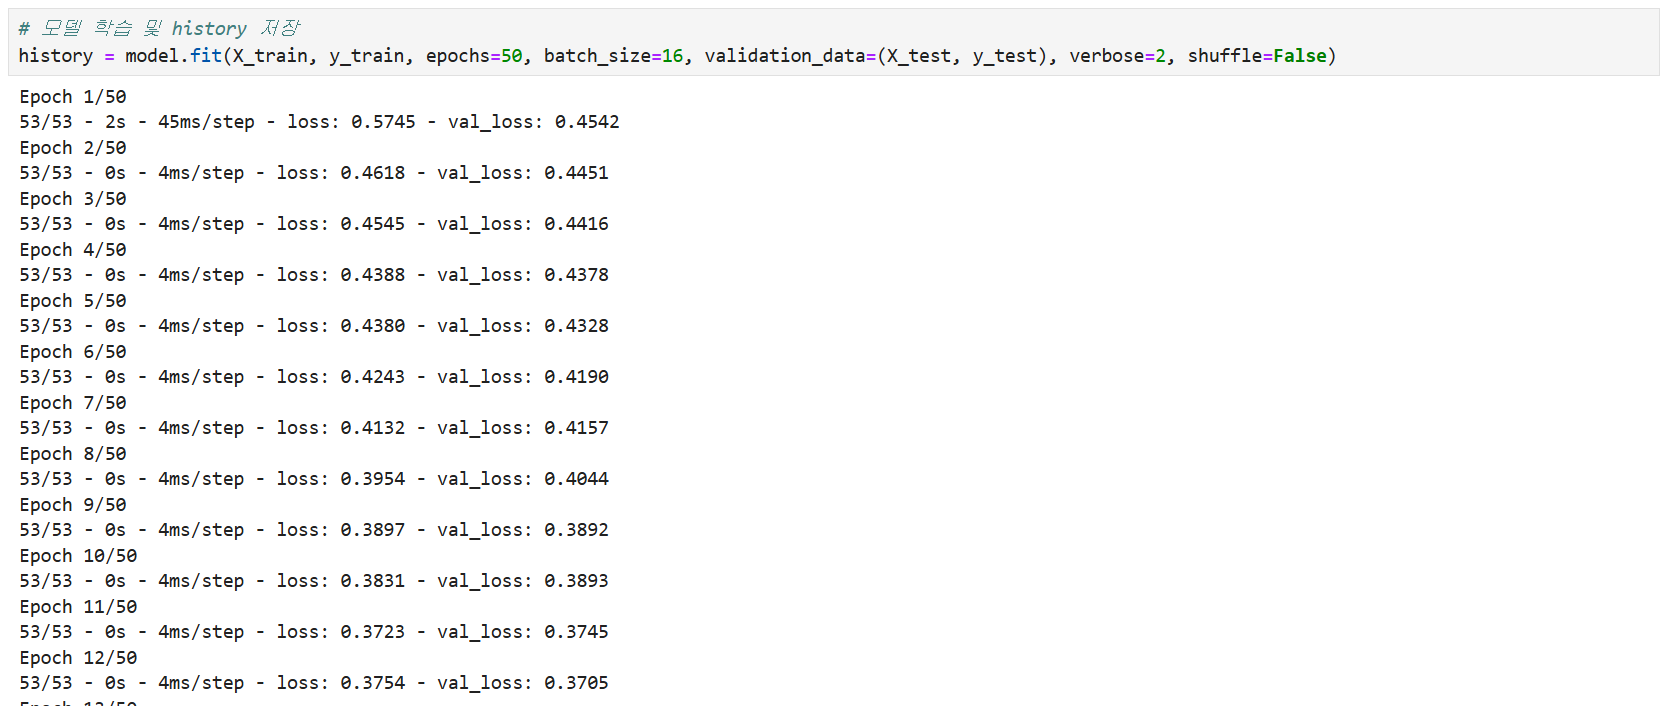 # 모델 학습 및 history 저장
history = model.fit(X_train, y_train, epochs=50, batch_size=16, validation_data=(X_test, y_test), verbose=2, shuffle=False)
Epoch 1/50
53/53 - 2s - 45ms/step - loss: 0.5745 - val_loss: 0.4542
Epoch 2/50
53/53 - 0s - 4ms/step - loss: 0.4618 - val_loss: 0.4451
Epoch 3/50
53/53 - 0s - 4ms/step - loss: 0.4545 - val_loss: 0.4416
Epoch 4/50
53/53 - 0s - 4ms/step - loss: 0.4388 - val_loss: 0.4378
Epoch 5/50
53/53 - 0s - 4ms/step - loss: 0.4380 - val_loss: 0.4328
Epoch 6/50
53/53 - 0s - 4ms/step - loss: 0.4243 - val_loss: 0.4190
Epoch 7/50
53/53 - 0s - 4ms/step - loss: 0.4132 - val_loss: 0.4157
Epoch 8/50
53/53 - 0s - 4ms/step - loss: 0.3954 - val_loss: 0.4044
Epoch 9/50
53/53 - 0s - 4ms/step - loss: 0.3897 - val_loss: 0.3892
Epoch 10/50
53/53 - 0s - 4ms/step - loss: 0.3831 - val_loss: 0.3893
Epoch 11/50
53/53 - 0s - 4ms/step - loss: 0.3723 - val_loss: 0.3745
Epoch 12/50
53/53 - 0s - 4ms/step - loss: 0.3754 - val_loss: 0.3705